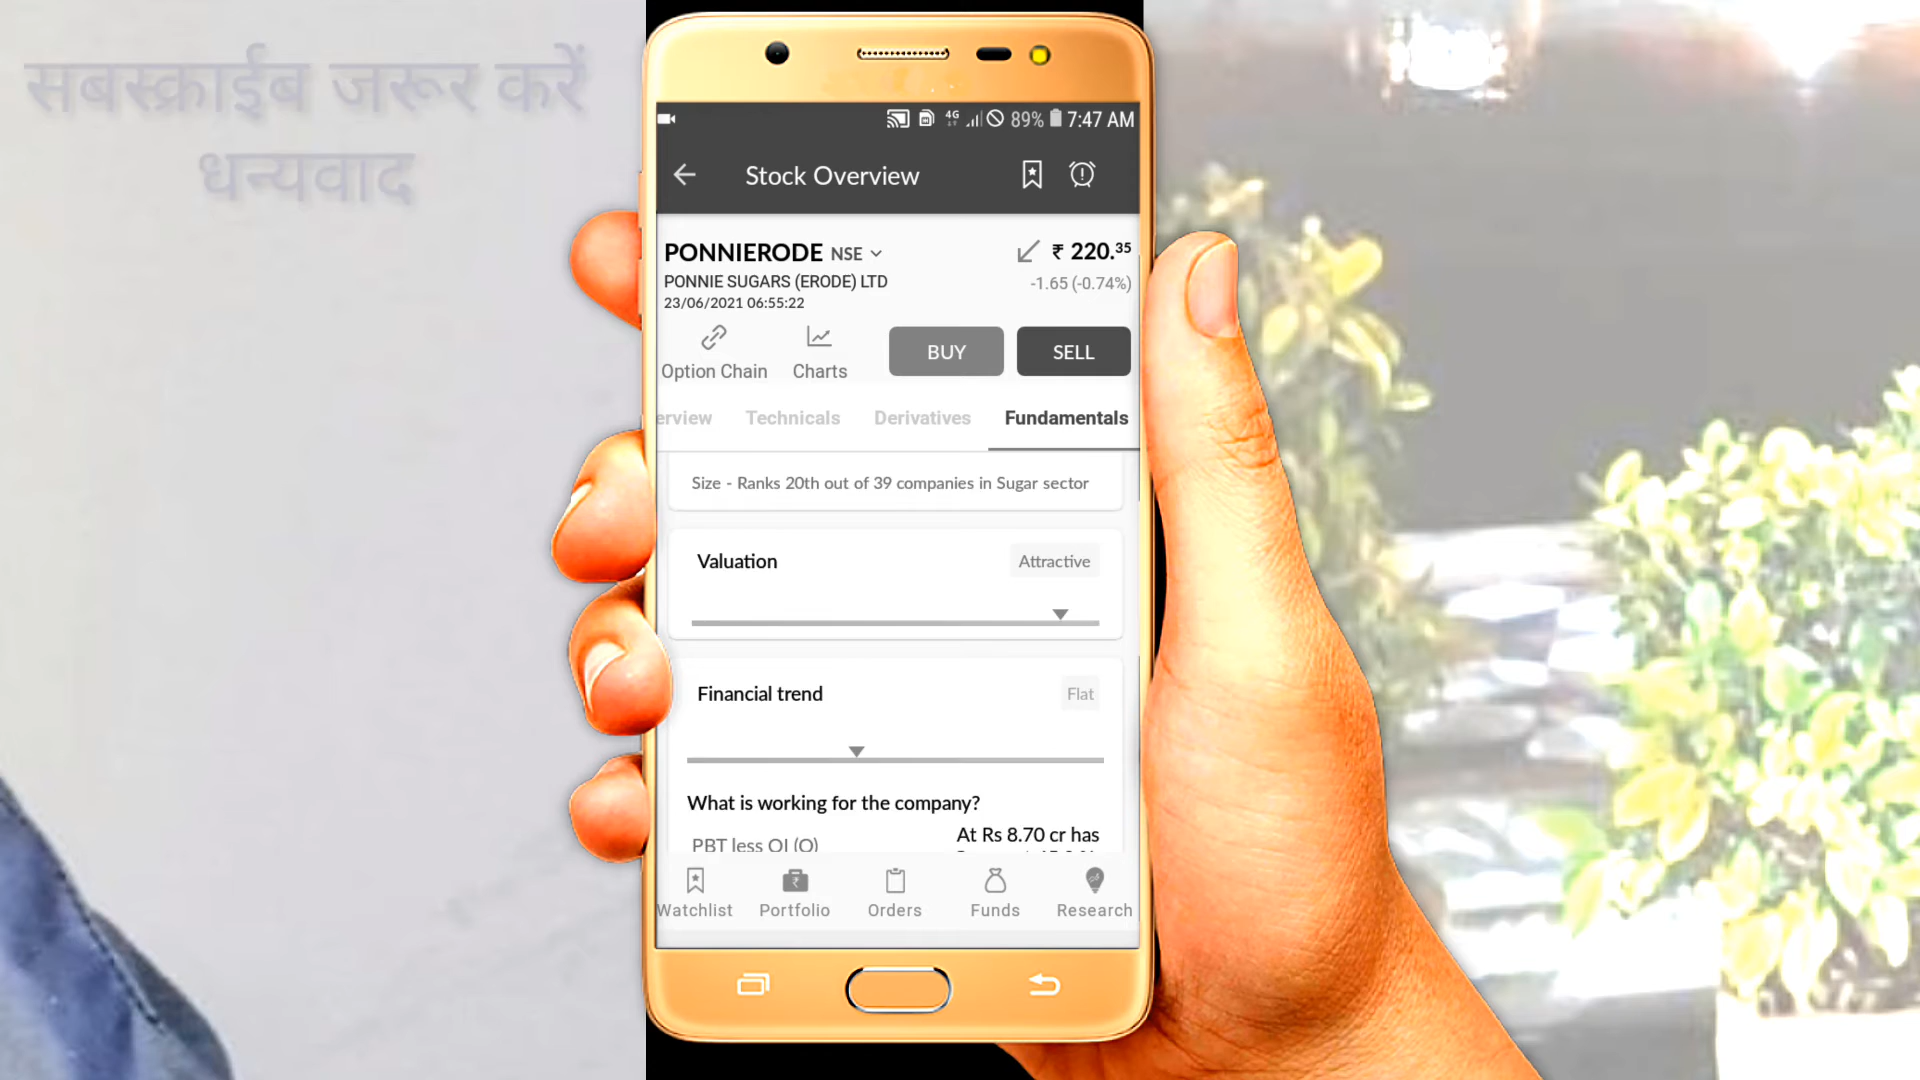 सबस्क्राईब जरूर करें
धन्यवाद
4G 89% 7:47 AM
Stock Overview
PONNIERODE NSE
₹ 220.35
PONNIE SUGARS (ERODE) LTD
-1.65 (-0.74%)
23/06/2021 06:55:22
Option Chain Charts BUY SELL
erview Technicals Derivatives Fundamentals
Size - Ranks 20th out of 39 companies in Sugar sector
Valuation Attractive
Financial trend Flat
What is working for the company?
PBT less OI (Q) At Rs 8.70 cr has
Watchlist Portfolio Orders Funds Research